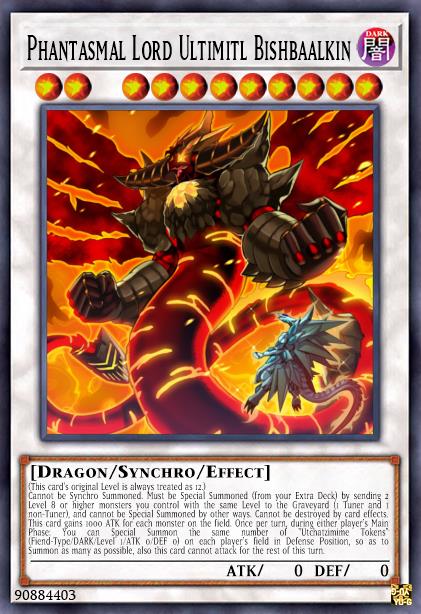 PHANTASMAL LORD ULTIMITL BISHBAALKIN
DARK
闇
[DRAGON/SYNCHRO/EFFECT]
(This card's original Level is always treated as 12.)
Cannot be Synchro Summoned. Must be Special Summoned (from your Extra Deck) by sending 2
Level 8 or higher monsters you control with the same Level to the Graveyard (1 Tuner and 1
non-Tuner), and cannot be Special Summoned by other ways. Cannot be destroyed by card effects.
This card gains 1000 ATK for each monster on the field. Once per turn, during either player's Main
Phase: You can Special Summon the same number of "Utchatzimime Tokens"
(Fiend-Type/DARK/Level 1/ATK 0/DEF 0) on each player's field in Defense Position, so as to
Summon as many as possible, also this card cannot attack for the rest of this turn.
ATK/ 0 DEF/ 0
90884403